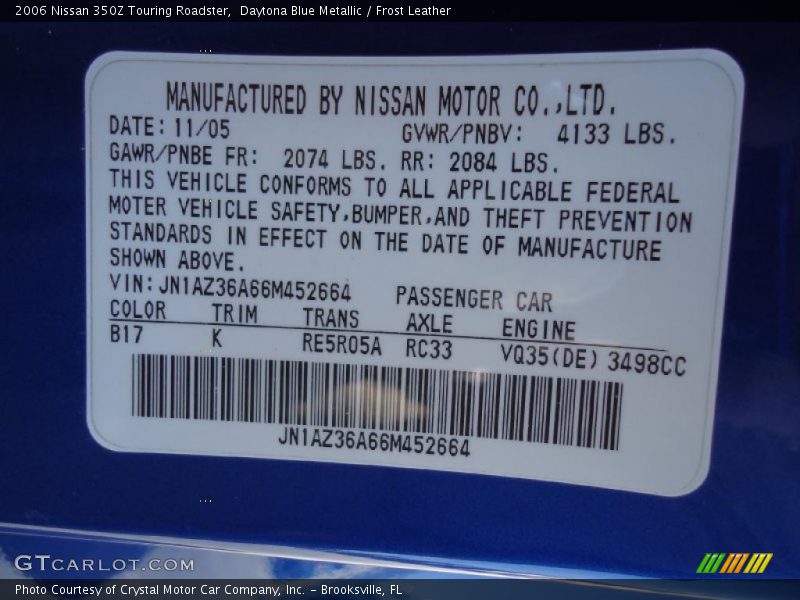 2006 Nissan 350Z Touring Roadster,  Daytona Blue Metallic / Frost Leather
MANUFACTURED BY NISSAN MOTOR CO.,LTD.
DATE: 11/05 GVWR/PNBV: 4133 LBS.
GAWR/PNBE FR: 2074 LBS. RR: 2084 LBS.
THIS VEHICLE CONFORMS TO ALL APPLICABLE FEDERAL
MOTER VEHICLE SAFETY,BUMPER,AND THEFT PREVENTION
STANDARDS IN EFFECT ON THE DATE OF MANUFACTURE
SHOWN ABOVE.
VIN: JN1AZ36A66M452664 PASSENGER CAR
COLOR TRIM TRANS AXLE ENGINE
B17 K RE5R05A RC33 VQ35(DE) 3498CC
JN1AZ36A66M452664
GTCARLOT.COM
Photo Courtesy of Crystal Motor Car Company, Inc. - Brooksville, FL